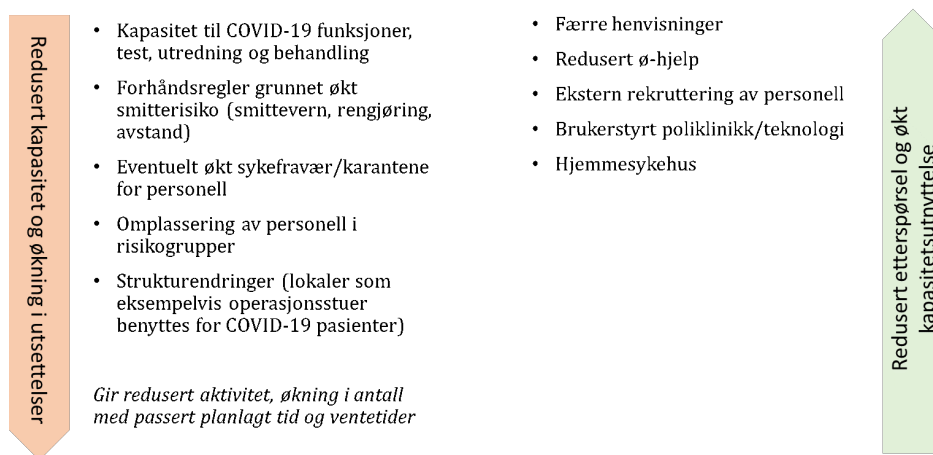 Redusert kapasitet og økning i utsettelser
• Kapasitet til COVID-19 funksjoner,
test, utredning og behandling
• Forhåndsregler grunnet økt
smitterisiko (smittevern, rengjøring,
avstand)
• Eventuelt økt sykefravær/karantene
for personell
• Omplassering av personell i
risikogrupper
• Strukturendringer (lokaler som
eksempelvis operasjonsstuer
benyttes for COVID-19 pasienter)
Gir redusert aktivitet, økning i antall
med passert planlagt tid og ventetider
• Færre henvisninger
• Redusert ø-hjelp
• Ekstern rekruttering av personell
• Brukerstyrt poliklinikk/teknologi
• Hjemmesykehus
Redusert etterspørsel og økt
kapasitetsutnyttelse